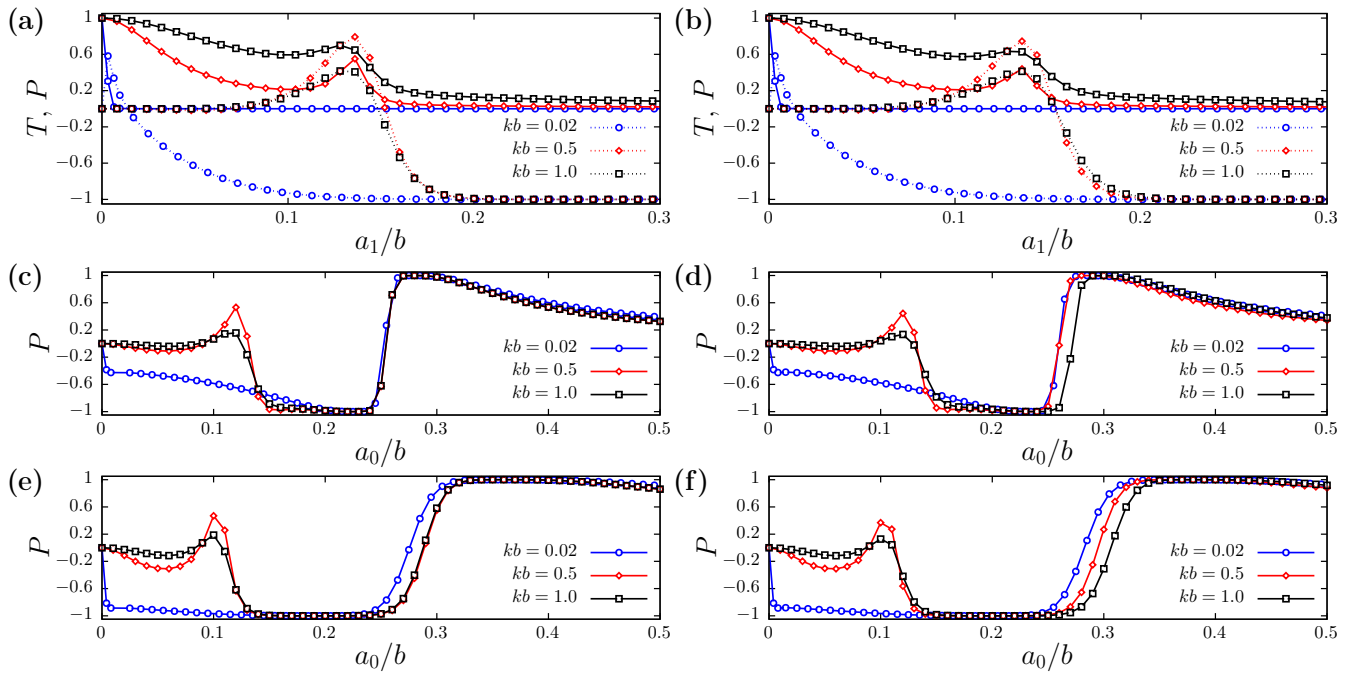 (a)
T, P
1
0.6
0.2
−0.2
−0.6
−1
kb = 0.02
kb = 0.5
kb = 1.0
0
0.1
0.2
0.3
a₁/b
(b)
T, P
1
0.6
0.2
−0.2
−0.6
−1
kb = 0.02
kb = 0.5
kb = 1.0
0
0.1
0.2
0.3
a₁/b
(c)
P
1
0.6
0.2
−0.2
−0.6
−1
kb = 0.02
kb = 0.5
kb = 1.0
0
0.1
0.2
0.3
0.4
0.5
a₀/b
(d)
P
1
0.6
0.2
−0.2
−0.6
−1
kb = 0.02
kb = 0.5
kb = 1.0
0
0.1
0.2
0.3
0.4
0.5
a₀/b
(e)
P
1
0.6
0.2
−0.2
−0.6
−1
kb = 0.02
kb = 0.5
kb = 1.0
0
0.1
0.2
0.3
0.4
0.5
a₀/b
(f)
P
1
0.6
0.2
−0.2
−0.6
−1
kb = 0.02
kb = 0.5
kb = 1.0
0
0.1
0.2
0.3
0.4
0.5
a₀/b